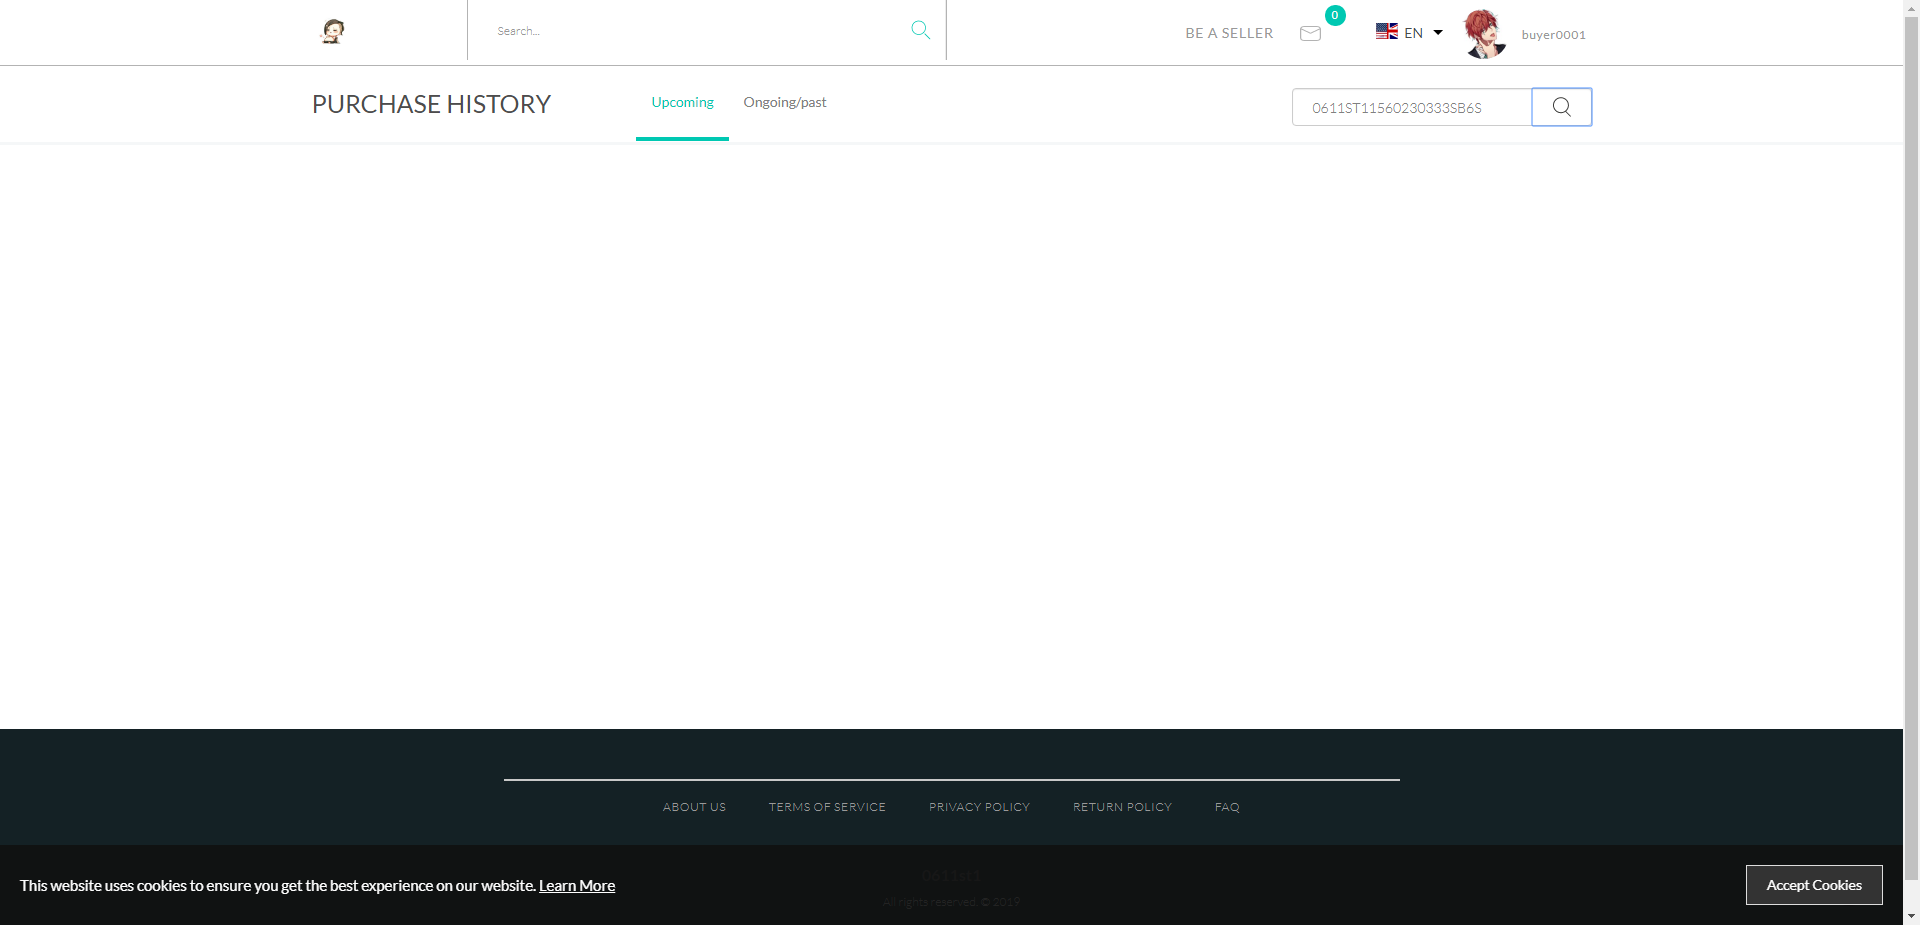 Search...
BE A SELLER
0
EN
buyer0001
PURCHASE HISTORY
Upcoming
Ongoing/past
0611ST11560230333SB6S
ABOUT US
TERMS OF SERVICE
PRIVACY POLICY
RETURN POLICY
FAQ
0611st1
This website uses cookies to ensure you get the best experience on our website. Learn More
Accept Cookies
All rights reserved. © 2019